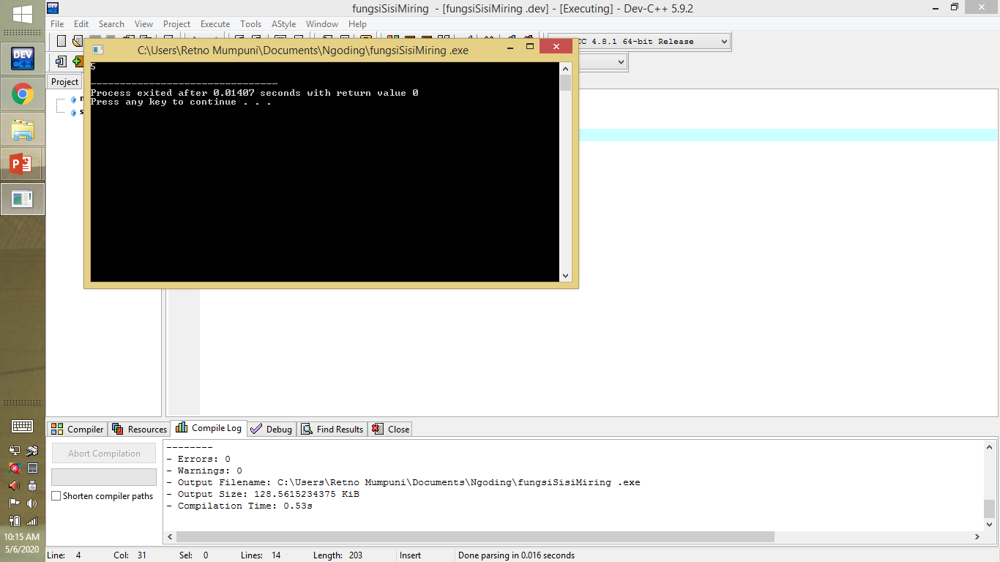 fungsiSisiMiring - [fungsiSisiMiring .dev] - [Executing] - Dev-C++ 5.9.2
File Edit Search View Project Execute Tools AStyle Window Help
CC 4.8.1 64-bit Release
DEV
C++
C:\Users\Retno Mumpuni\Documents\Ngoding\fungsiSisiMiring .exe
5
--------------------------------
Process exited after 0.01407 seconds with return value 0
Press any key to continue . . .
Project
Compiler Resources Compile Log Debug Find Results Close
Abort Compilation
Shorten compiler paths
--------
- Errors: 0
- Warnings: 0
- Output Filename: C:\Users\Retno Mumpuni\Documents\Ngoding\fungsiSisiMiring .exe
- Output Size: 128.5615234375 KiB
- Compilation Time: 0.53s
10:15 AM
5/6/2020
Line: 4 Col: 31 Sel: 0 Lines: 14 Length: 203 Insert Done parsing in 0.016 seconds